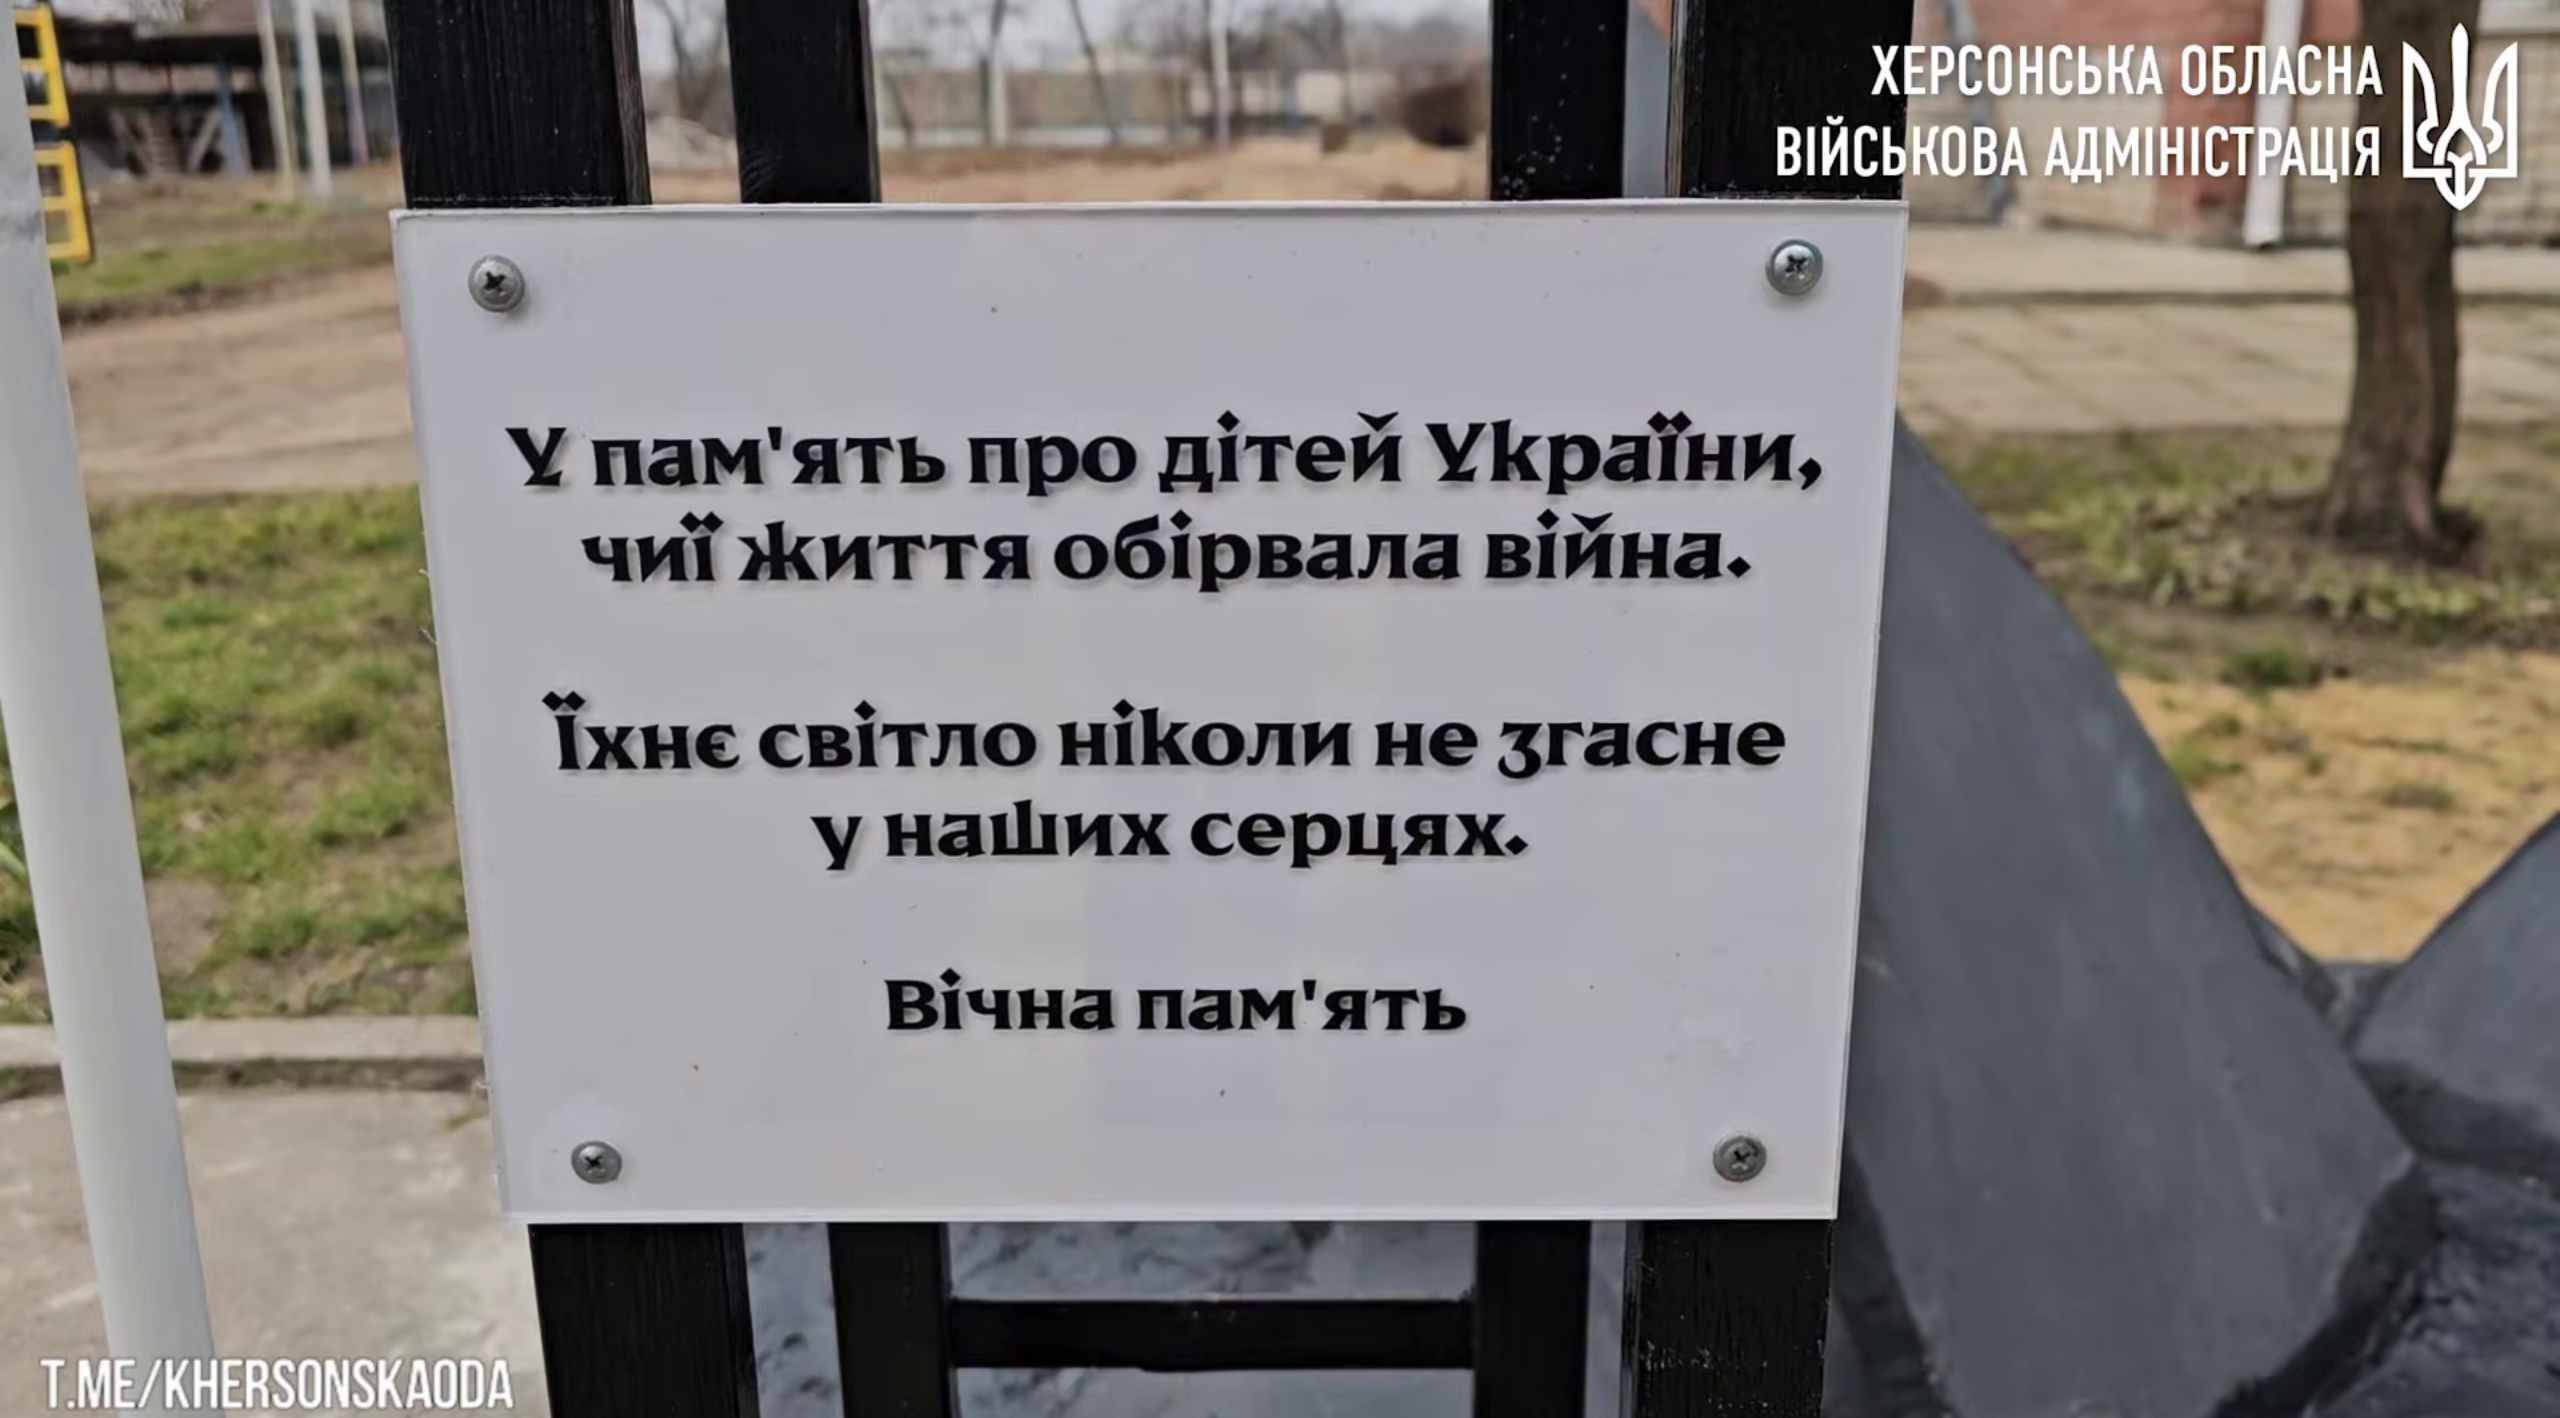 ХЕРСОНСЬКА ОБЛАСНА
ВІЙСЬКОВА АДМІНІСТРАЦІЯ
У пам'ять про дітей України,
чиї життя обірвала війна.
Їхнє світло ніколи не згасне
у наших серцях.
Вічна пам'ять
T.ME/KHERSONSKAODA